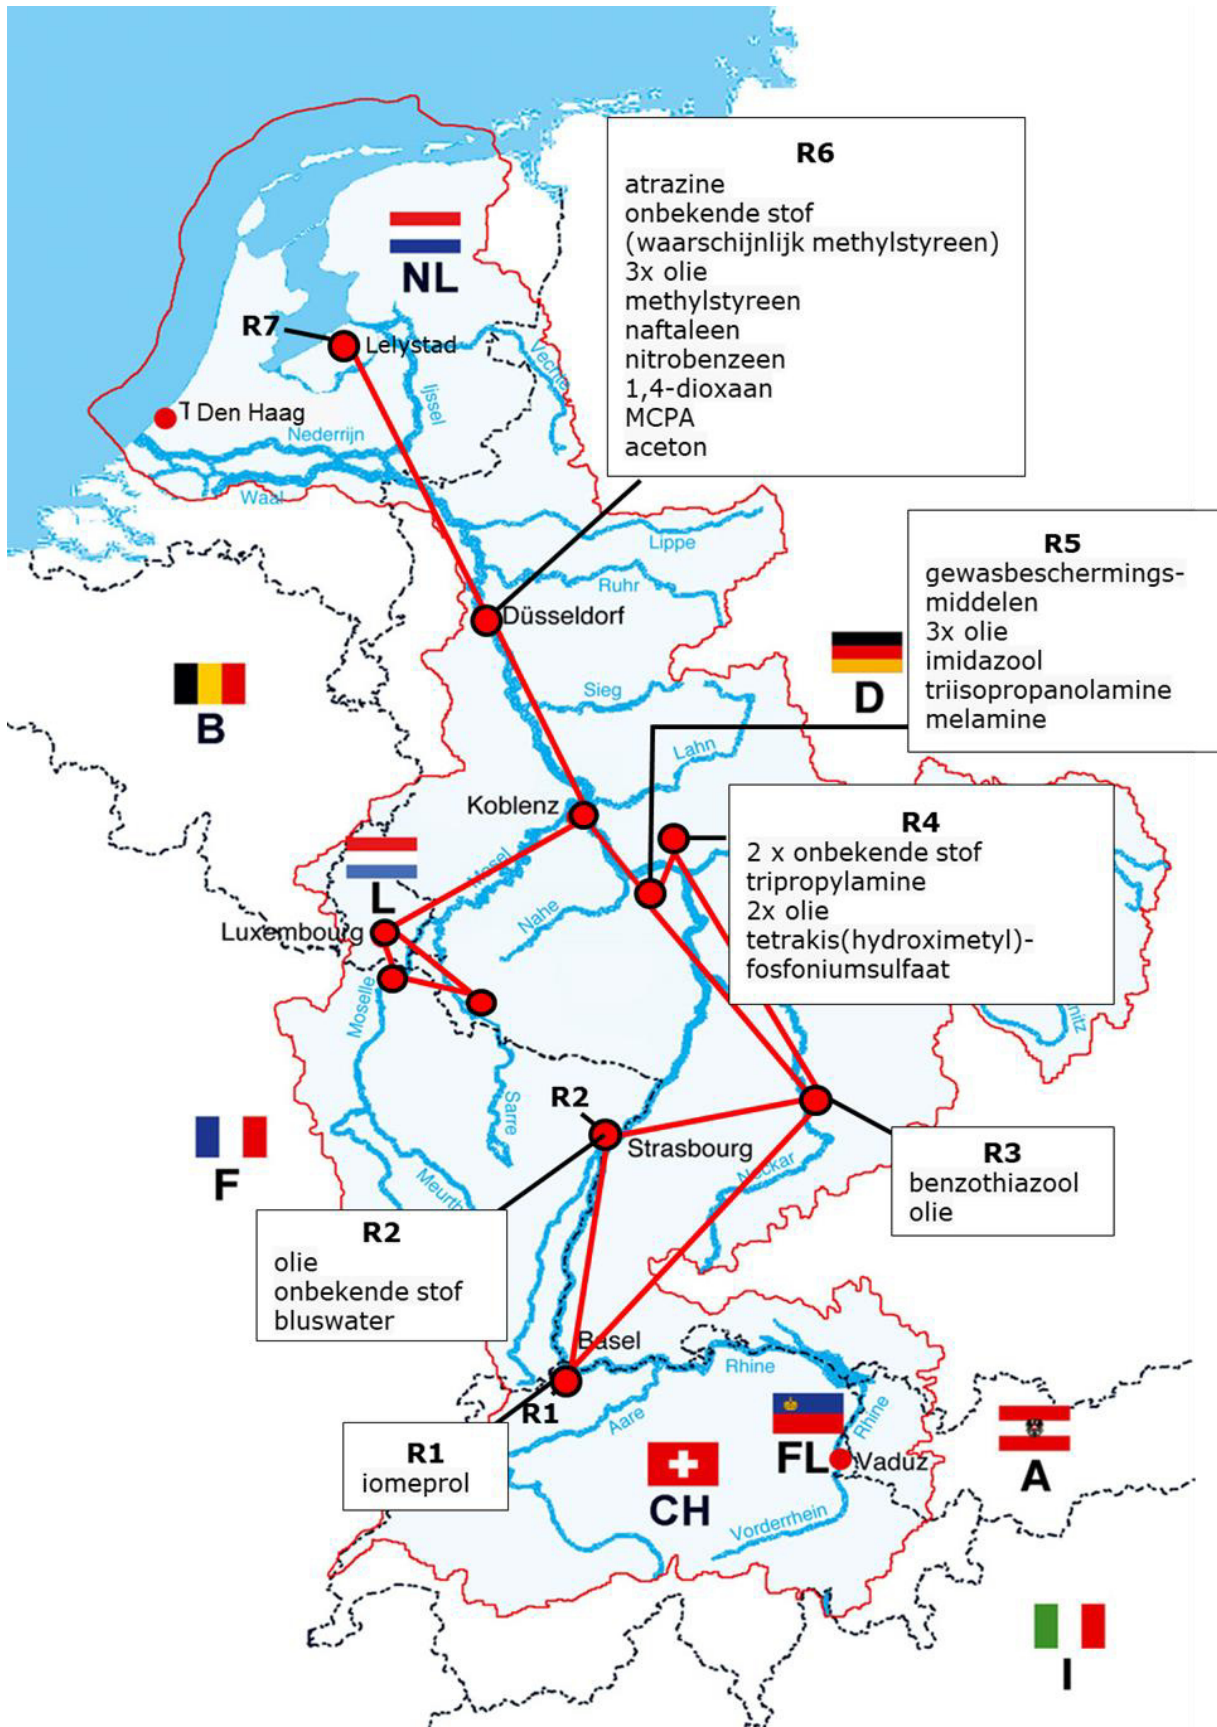 R6
atrazine
onbekende stof
(waarschijnlijk methylstyreen)
3x olie
methylstyreen
naftaleen
nitrobenzeen
1,4-dioxaan
MCPA
aceton
NL
R7
Lelystad
Vechte
Ijssel
Den Haag
Nederrijn
Waal
Lippe
Ruhr
R5
gewasbeschermings-
middelen
3x olie
imidazool
triisopropanolamine
melamine
Düsseldorf
D
B
Sieg
Lahn
Koblenz
R4
2 x onbekende stof
tripropylamine
2x olie
tetrakis(hydroximetyl)-
fosfoniumsulfaat
Mosel
L
Nahe
Luxembourg
Moselle
Sarre
R2
Strasbourg
Neckar
R3
benzothiazool
olie
F
Meurth
R2
olie
onbekende stof
bluswater
Basel
Rhine
R1
Aare
Rhine
R1
iomeprol
FL
Vaduz
A
CH
Vorderrhein
I